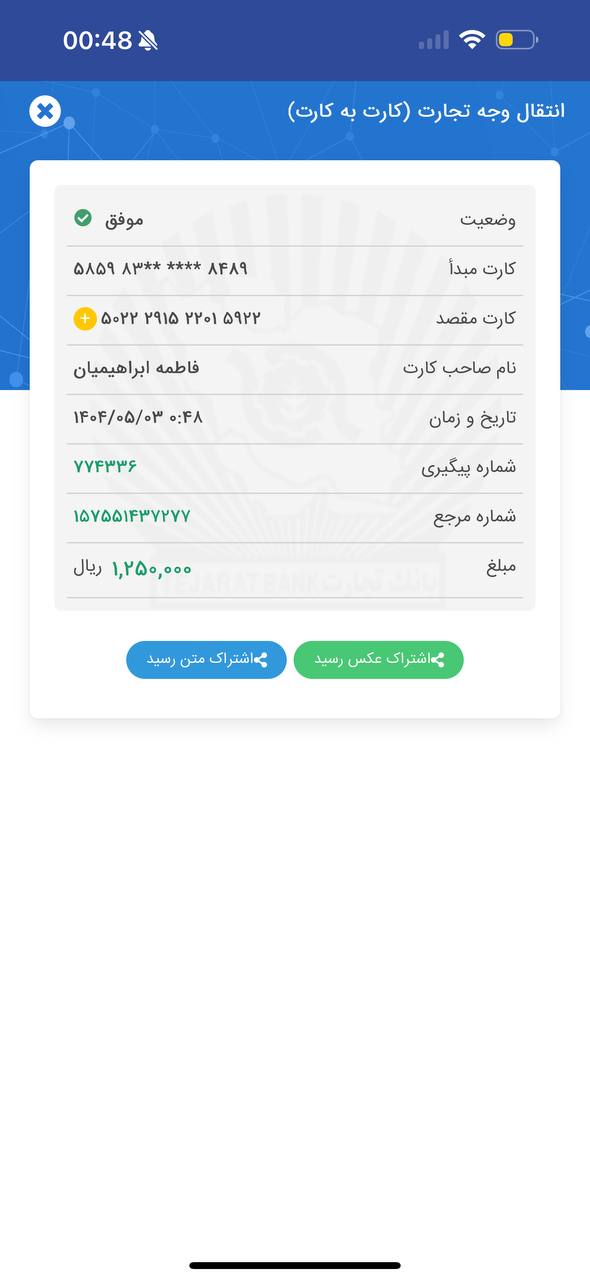 00:48
انتقال وجه تجارت (کارت به کارت)
وضعیت موفق
کارت مبدأ ۵۸۵۹ ۸۳** **** ۸۴۸۹
کارت مقصد ۵۰۲۲ ۲۹۱۵ ۲۲۰۱ ۵۹۲۲
نام صاحب کارت فاطمه ابراهیمیان
تاریخ و زمان ۱۴۰۴/۰۵/۰۳ ۰:۴۸
شماره پیگیری ۷۷۴۳۳۶
شماره مرجع ۱۵۷۵۵۱۴۳۷۲۷۷
مبلغ ۱,۲۵۰,۰۰۰ ریال
TEJARAT BANK بانک تجارت
اشتراک عکس رسید
اشتراک متن رسید